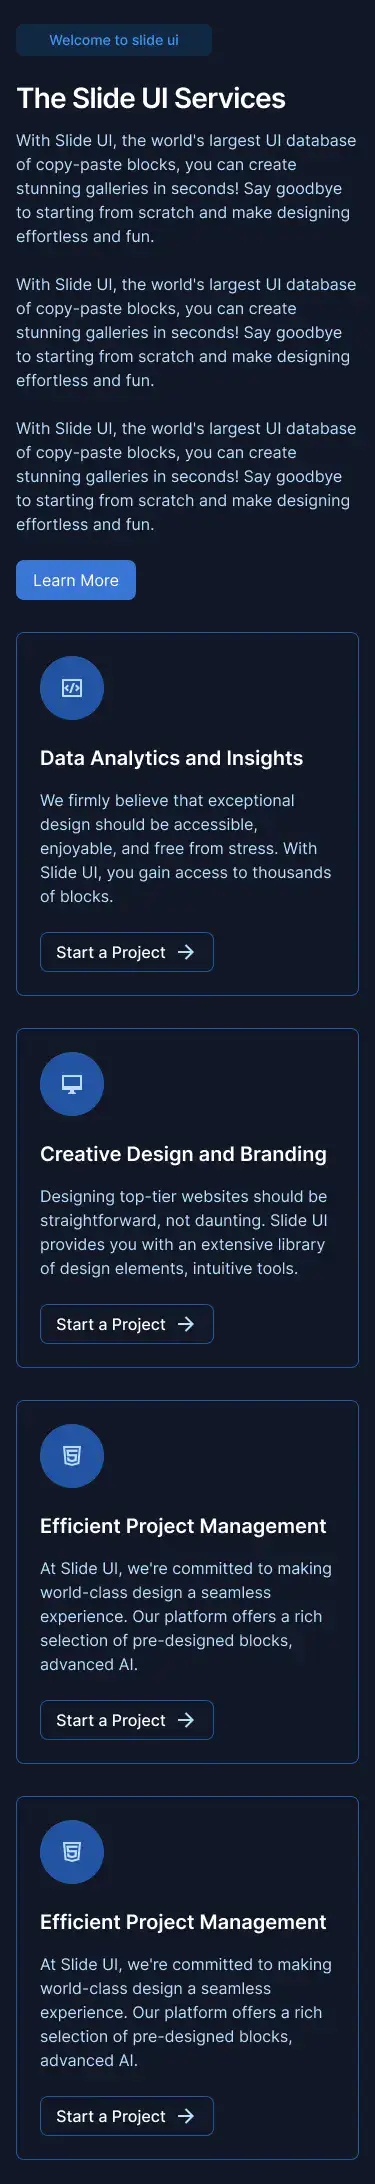 Welcome to slide ui
The Slide UI Services
With Slide UI, the world's largest UI database
of copy-paste blocks, you can create
stunning galleries in seconds! Say goodbye
to starting from scratch and make designing
effortless and fun.
With Slide UI, the world's largest UI database
of copy-paste blocks, you can create
stunning galleries in seconds! Say goodbye
to starting from scratch and make designing
effortless and fun.
With Slide UI, the world's largest UI database
of copy-paste blocks, you can create
stunning galleries in seconds! Say goodbye
to starting from scratch and make designing
effortless and fun.
Learn More
Data Analytics and Insights
We firmly believe that exceptional
design should be accessible,
enjoyable, and free from stress. With
Slide UI, you gain access to thousands
of blocks.
Start a Project
Creative Design and Branding
Designing top-tier websites should be
straightforward, not daunting. Slide UI
provides you with an extensive library
of design elements, intuitive tools.
Start a Project
Efficient Project Management
At Slide UI, we're committed to making
world-class design a seamless
experience. Our platform offers a rich
selection of pre-designed blocks,
advanced AI.
Start a Project
Efficient Project Management
At Slide UI, we're committed to making
world-class design a seamless
experience. Our platform offers a rich
selection of pre-designed blocks,
advanced AI.
Start a Project